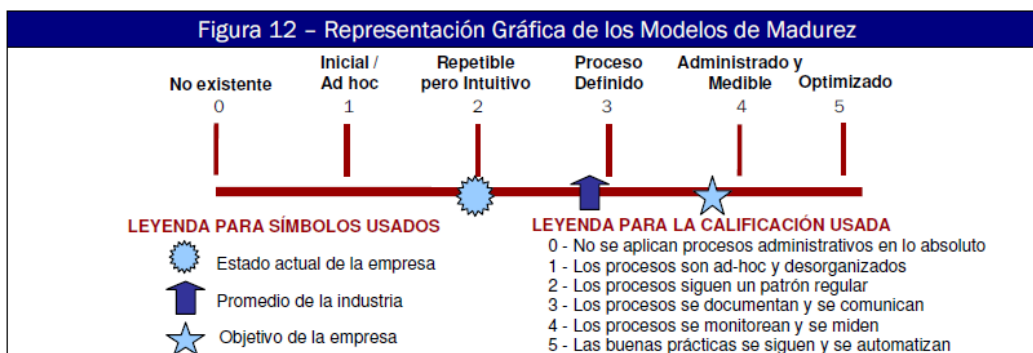 Figura 12 – Representación Gráfica de los Modelos de Madurez
No existente
0
Inicial /
Ad hoc
1
Repetible
pero Intuitivo
2
Proceso
Definido
3
Administrado y
Medible
4
Optimizado
5
LEYENDA PARA SÍMBOLOS USADOS
Estado actual de la empresa
Promedio de la industria
Objetivo de la empresa
LEYENDA PARA LA CALIFICACIÓN USADA
0 - No se aplican procesos administrativos en lo absoluto
1 - Los procesos son ad-hoc y desorganizados
2 - Los procesos siguen un patrón regular
3 - Los procesos se documentan y se comunican
4 - Los procesos se monitorean y se miden
5 - Las buenas prácticas se siguen y se automatizan